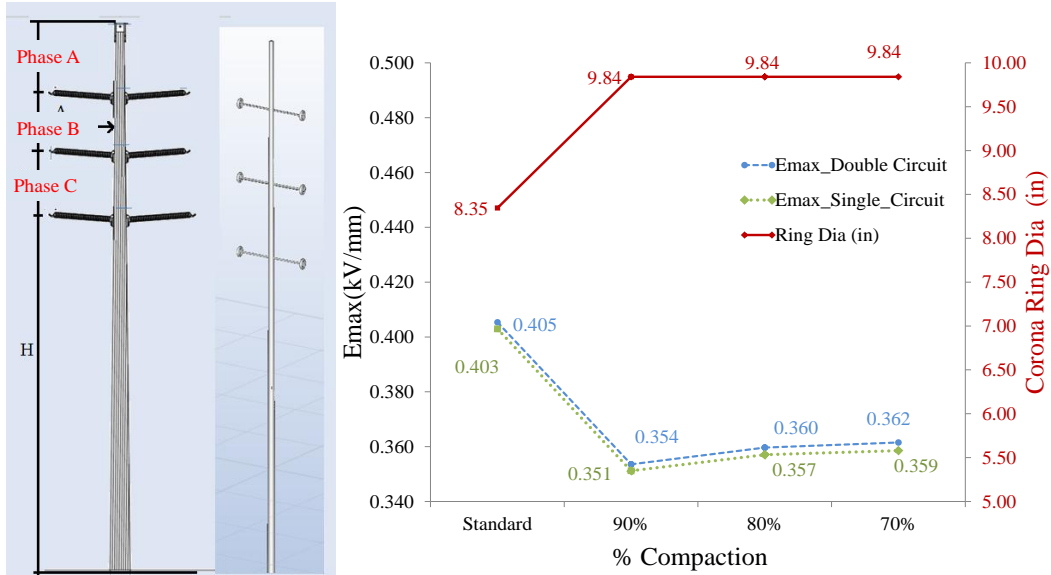 Phase A
A
Phase B
Phase C
H
0.500
0.480
0.460
0.440
0.420
0.400
0.380
0.360
0.340
Emax(kV/mm)
8.35
9.84
9.84
9.84
Emax_Double Circuit
Emax_Single_Circuit
Ring Dia (in)
0.405
0.403
0.354
0.351
0.360
0.357
0.362
0.359
10.00
9.50
9.00
8.50
8.00
7.50
7.00
6.50
6.00
5.50
5.00
Corona Ring Dia (in)
Standard 90% 80% 70%
% Compaction